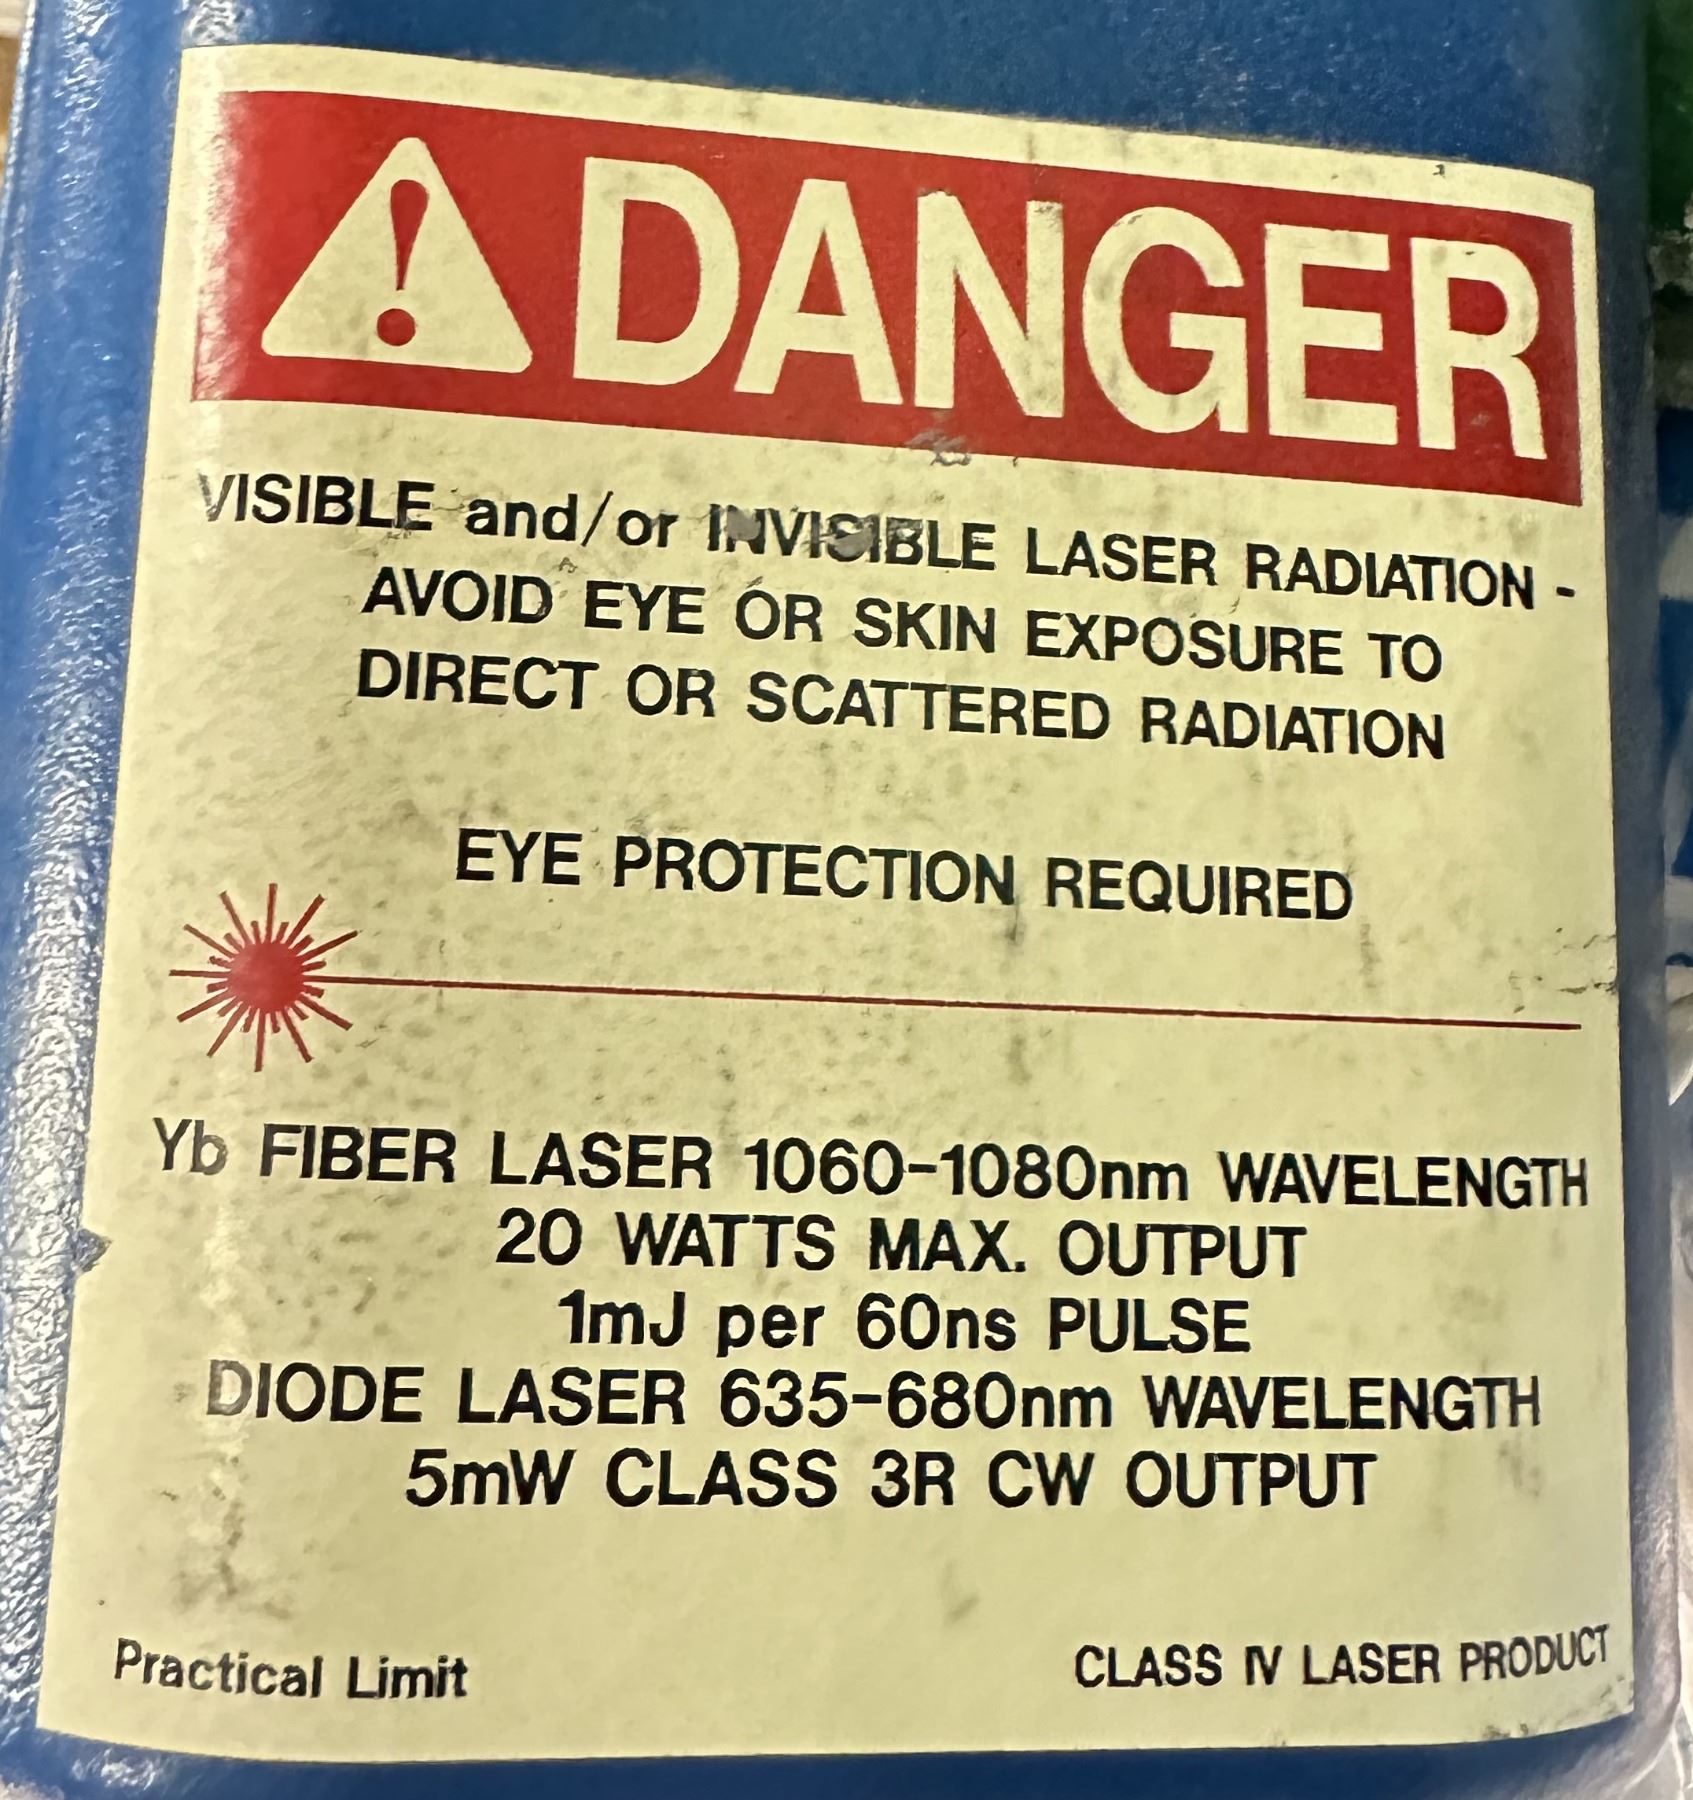 DANGER
VISIBLE and/or INVISIBLE LASER RADIATION -
AVOID EYE OR SKIN EXPOSURE TO
DIRECT OR SCATTERED RADIATION
EYE PROTECTION REQUIRED
Yb FIBER LASER 1060-1080nm WAVELENGTH
20 WATTS MAX. OUTPUT
1mJ per 60ns PULSE
DIODE LASER 635-680nm WAVELENGTH
5mW CLASS 3R CW OUTPUT
Practical Limit
CLASS IV LASER PRODUCT